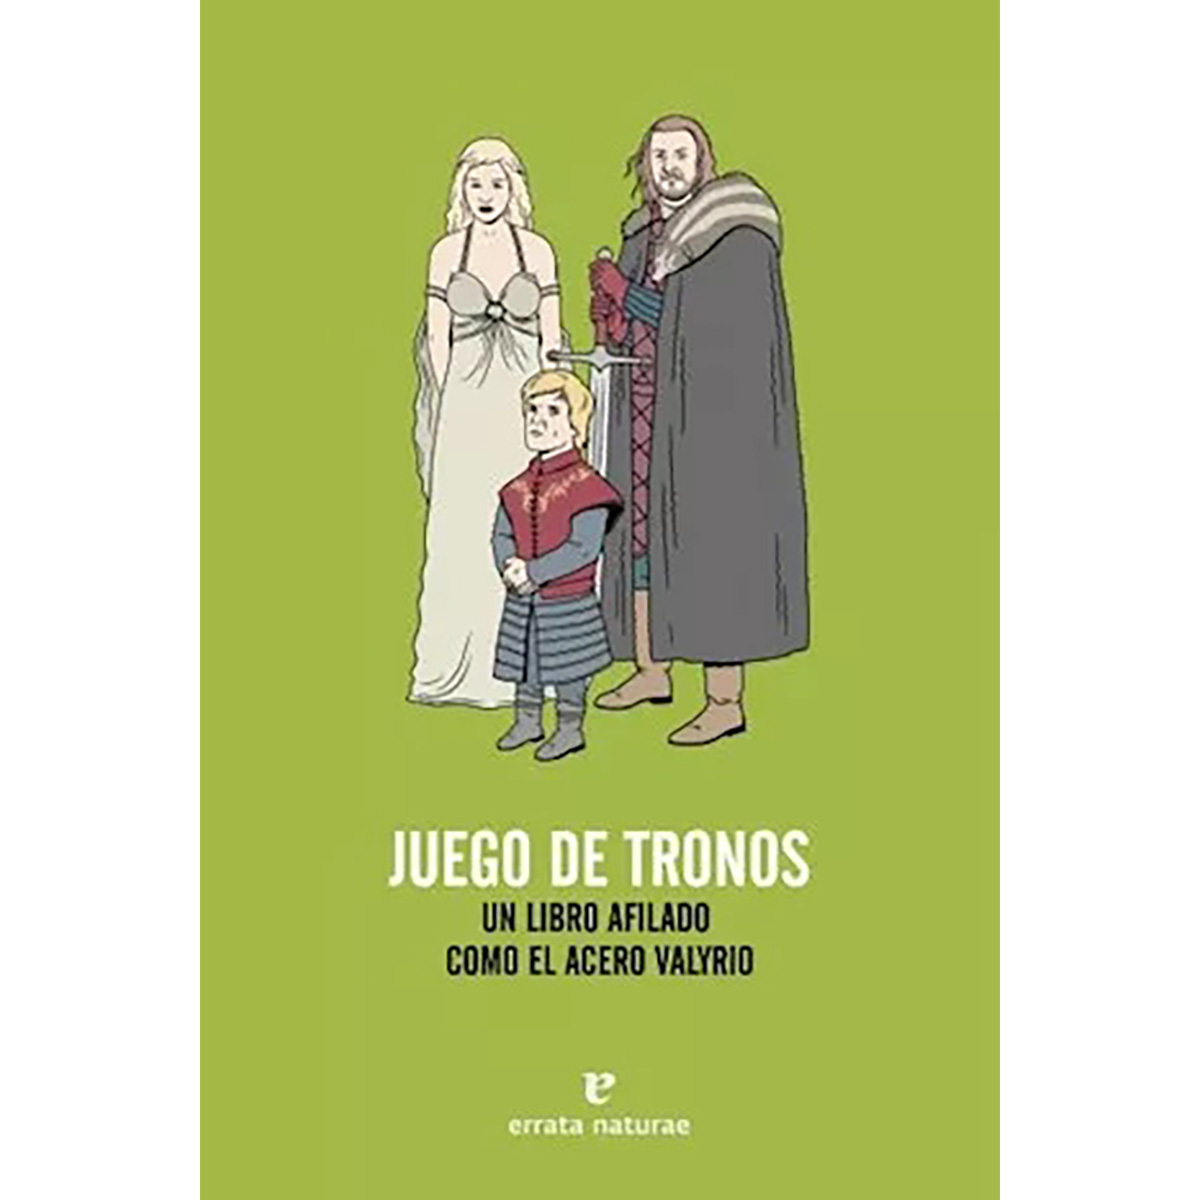 JUEGO DE TRONOS
UN LIBRO AFILADO
COMO EL ACERO VALYRIO
e
errata naturae